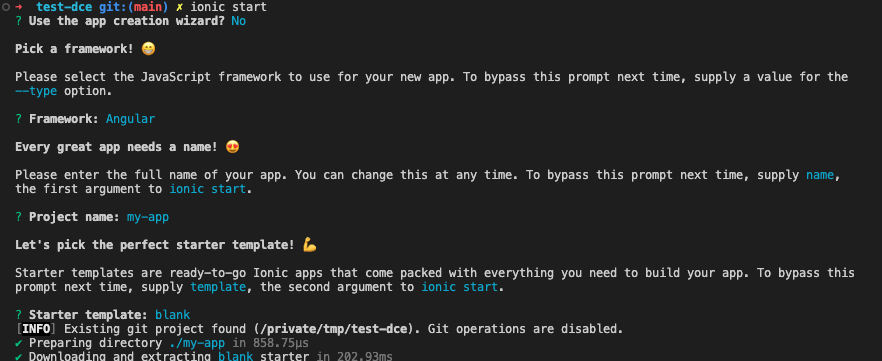 → test-dce git:(main) ✗ ionic start
? Use the app creation wizard? No
Pick a framework! 😁
Please select the JavaScript framework to use for your new app. To bypass this prompt next time, supply a value for the
--type option.
? Framework: Angular
Every great app needs a name! 😍
Please enter the full name of your app. You can change this at any time. To bypass this prompt next time, supply name,
the first argument to ionic start.
? Project name: my-app
Let's pick the perfect starter template! 💪
Starter templates are ready-to-go Ionic apps that come packed with everything you need to build your app. To bypass this
prompt next time, supply template, the second argument to ionic start.
? Starter template: blank
[INFO] Existing git project found (/private/tmp/test-dce). Git operations are disabled.
✔ Preparing directory ./my-app in 858.75μs
✔ Downloading and extracting blank starter in 202.93ms